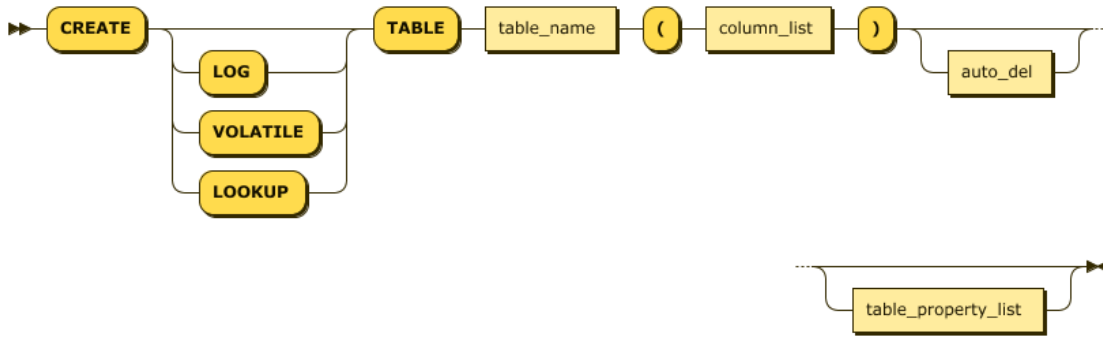 CREATE TABLE table_name ( column_list )
LOG auto_del
VOLATILE
LOOKUP
table_property_list